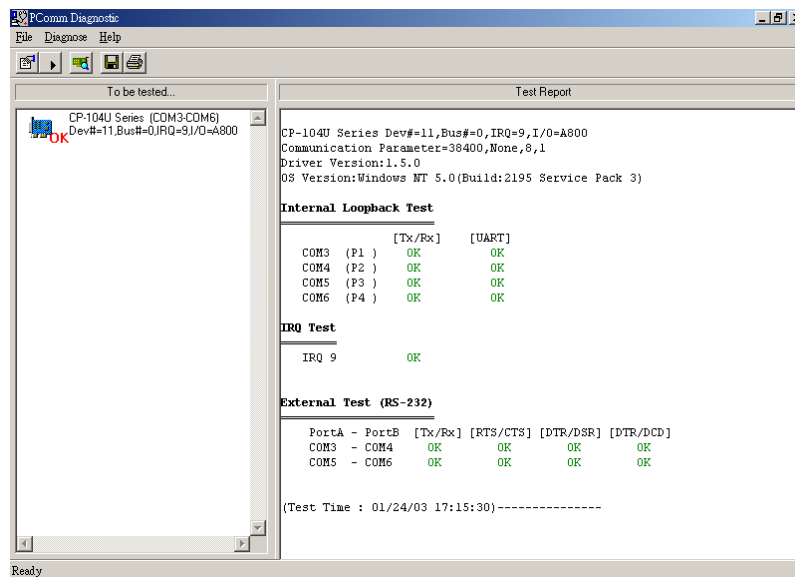 PComm Diagnostic
File Diagnose Help
To be tested...
CP-104U Series (COM3-COM6)
Dev#=11,Bus#=0,IRQ=9,I/O=A800
OK
Test Report
CP-104U Series Dev#=11,Bus#=0,IRQ=9,I/O=A800
Communication Parameter=38400,None,8,1
Driver Version:1.5.0
OS Version:Windows NT 5.0(Build:2195 Service Pack 3)
Internal Loopback Test
[Tx/Rx] [UART]
COM3 (P1 ) OK OK
COM4 (P2 ) OK OK
COM5 (P3 ) OK OK
COM6 (P4 ) OK OK
IRQ Test
IRQ 9 OK
External Test (RS-232)
PortA - PortB [Tx/Rx] [RTS/CTS] [DTR/DSR] [DTR/DCD]
COM3 - COM4 OK OK OK OK
COM5 - COM6 OK OK OK OK
(Test Time : 01/24/03 17:15:30)---------------
Ready